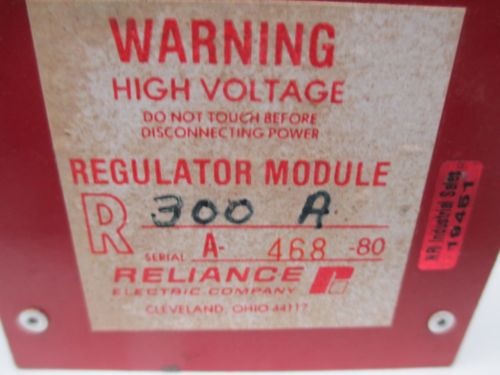 WARNING
HIGH VOLTAGE
DO NOT TOUCH BEFORE
DISCONNECTING POWER
REGULATOR MODULE
R 300 A
SERIAL A- 468 -80
RELIANCE
ELECTRIC COMPANY
CLEVELAND, OHIO 44117
HRI Industrial Sales
19451